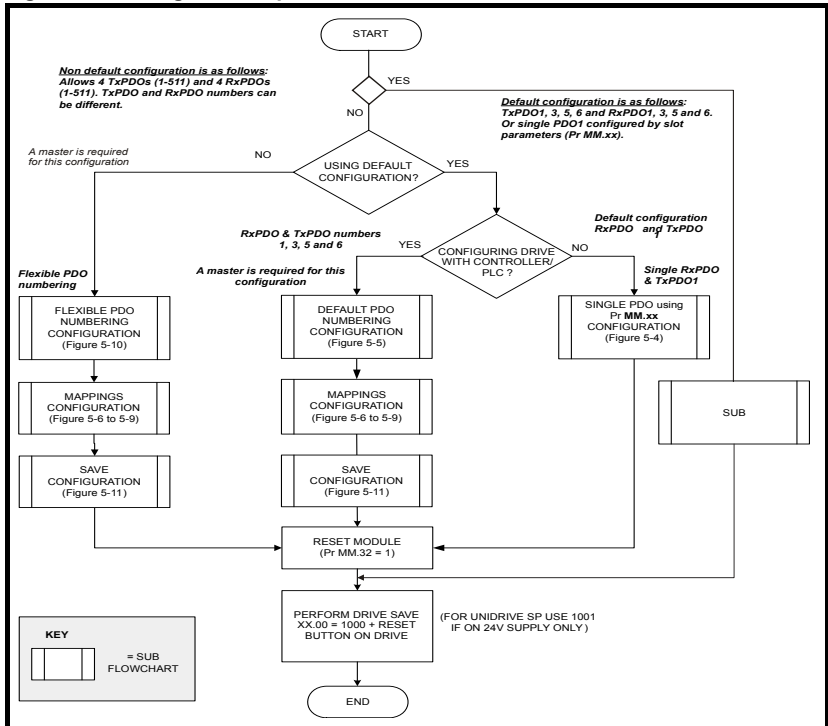 START
Non default configuration is as follows:
Allows 4 TxPDOs (1-511) and 4 RxPDOs
(1-511). TxPDO and RxPDO numbers can
be different.
YES
NO
Default configuration is as follows:
TxPDO1, 3, 5, 6 and RxPDO1, 3, 5 and 6.
Or single PDO1 configured by slot
parameters (Pr MM.xx).
A master is required
for this configuration
NO
USING DEFAULT
CONFIGURATION?
YES
RxPDO & TxPDO numbers
1, 3, 5 and 6
YES
CONFIGURING DRIVE
WITH CONTROLLER/
PLC ?
NO
Default configuration
RxPDO and TxPDO
1
A master is required for this
configuration
Single RxPDO
& TxPDO1
Flexible PDO
numbering
FLEXIBLE PDO
NUMBERING
CONFIGURATION
(Figure 5-10)
DEFAULT PDO
NUMBERING
CONFIGURATION
(Figure 5-5)
SINGLE PDO using
Pr MM.xx
CONFIGURATION
(Figure 5-4)
MAPPINGS
CONFIGURATION
(Figure 5-6 to 5-9)
MAPPINGS
CONFIGURATION
(Figure 5-6 to 5-9)
SUB
SAVE
CONFIGURATION
(Figure 5-11)
SAVE
CONFIGURATION
(Figure 5-11)
RESET MODULE
(Pr MM.32 = 1)
PERFORM DRIVE SAVE
XX.00 = 1000 + RESET
BUTTON ON DRIVE
(FOR UNIDRIVE SP USE 1001
IF ON 24V SUPPLY ONLY)
KEY
= SUB
FLOWCHART
END